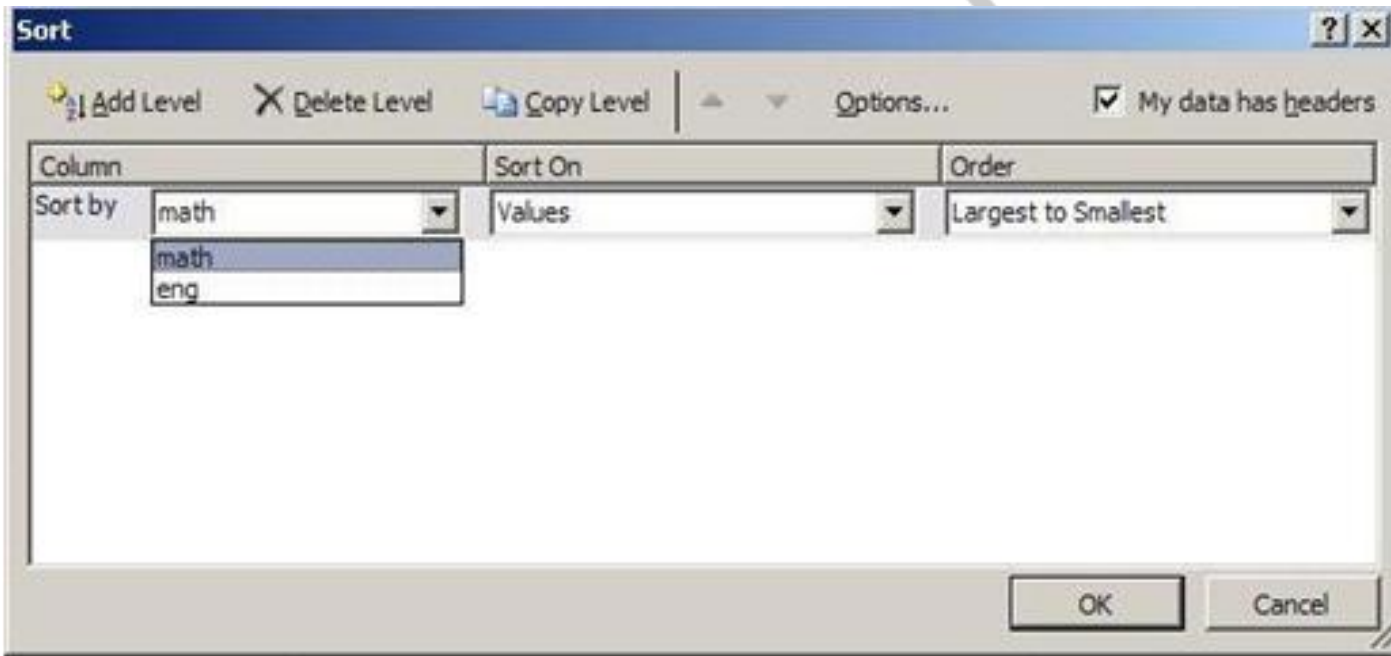 Sort
Add Level Delete Level Copy Level Options... My data has headers
Column Sort On Order
Sort by math Values Largest to Smallest
math
eng
OK Cancel